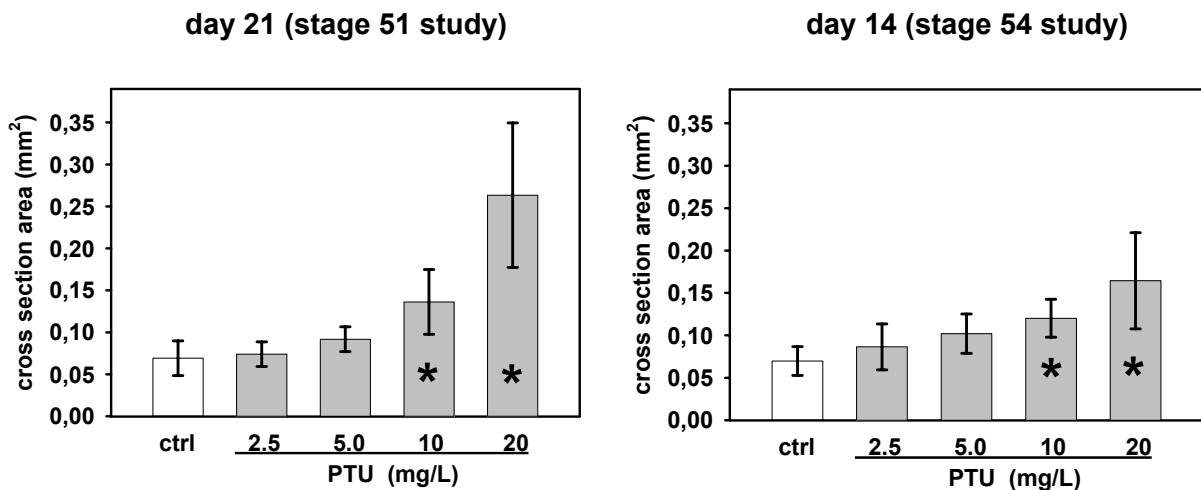 day 21 (stage 51 study)
cross section area (mm²)
0,35
0,30
0,25
0,20
0,15
0,10
0,05
0,00
* *
ctrl 2.5 5.0 10 20
PTU (mg/L)
day 14 (stage 54 study)
cross section area (mm²)
0,35
0,30
0,25
0,20
0,15
0,10
0,05
0,00
* *
ctrl 2.5 5.0 10 20
PTU (mg/L)